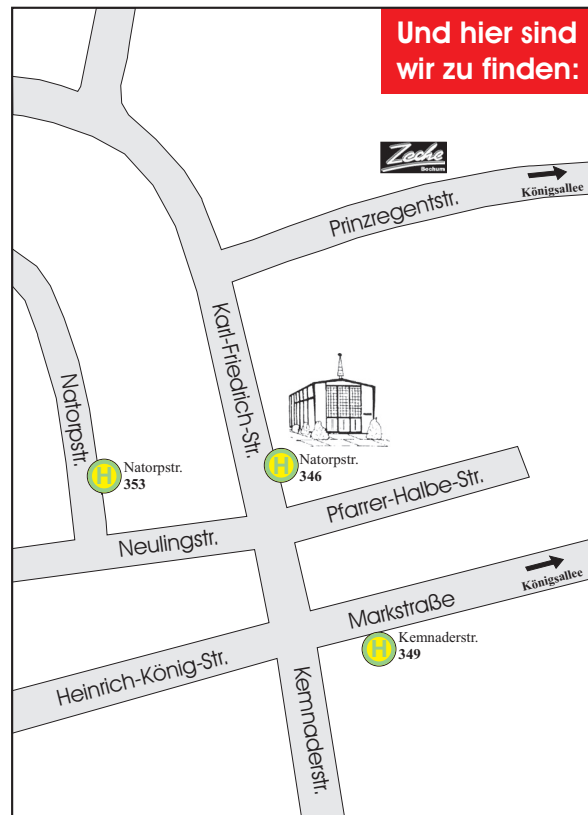 Und hier sind
wir zu finden:
Zeche
Bochum
Königsallee
Prinzregentstr.
Karl-Friedrich-Str.
Natorpstr.
H
Natorpstr.
353
H
Natorpstr.
346
Pfarrer-Halbe-Str.
Neulingstr.
Königsallee
Markstraße
H
Kemnaderstr.
349
Heinrich-König-Str.
Kemnaderstr.